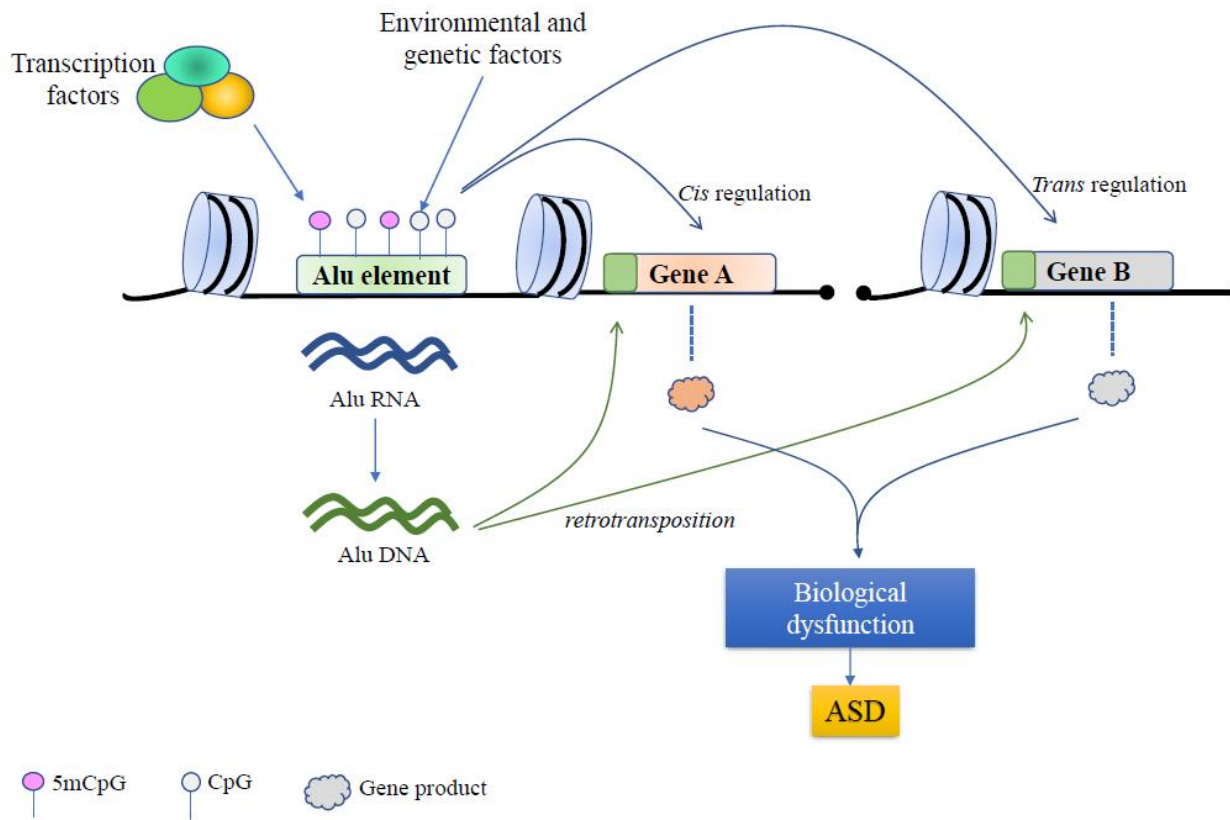 Environmental and
genetic factors
Transcription
factors
Cis regulation
Trans regulation
Alu element
Gene A
Gene B
Alu RNA
retrotransposition
Alu DNA
Biological
dysfunction
ASD
5mCpG
CpG
Gene product